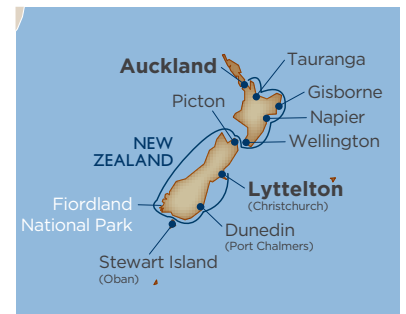 Auckland
Tauranga
Gisborne
Picton
Napier
NEW
ZEALAND
Wellington
Lyttelton
(Christchurch)
Fiordland
National Park
Dunedin
(Port Chalmers)
Stewart Island
(Oban)